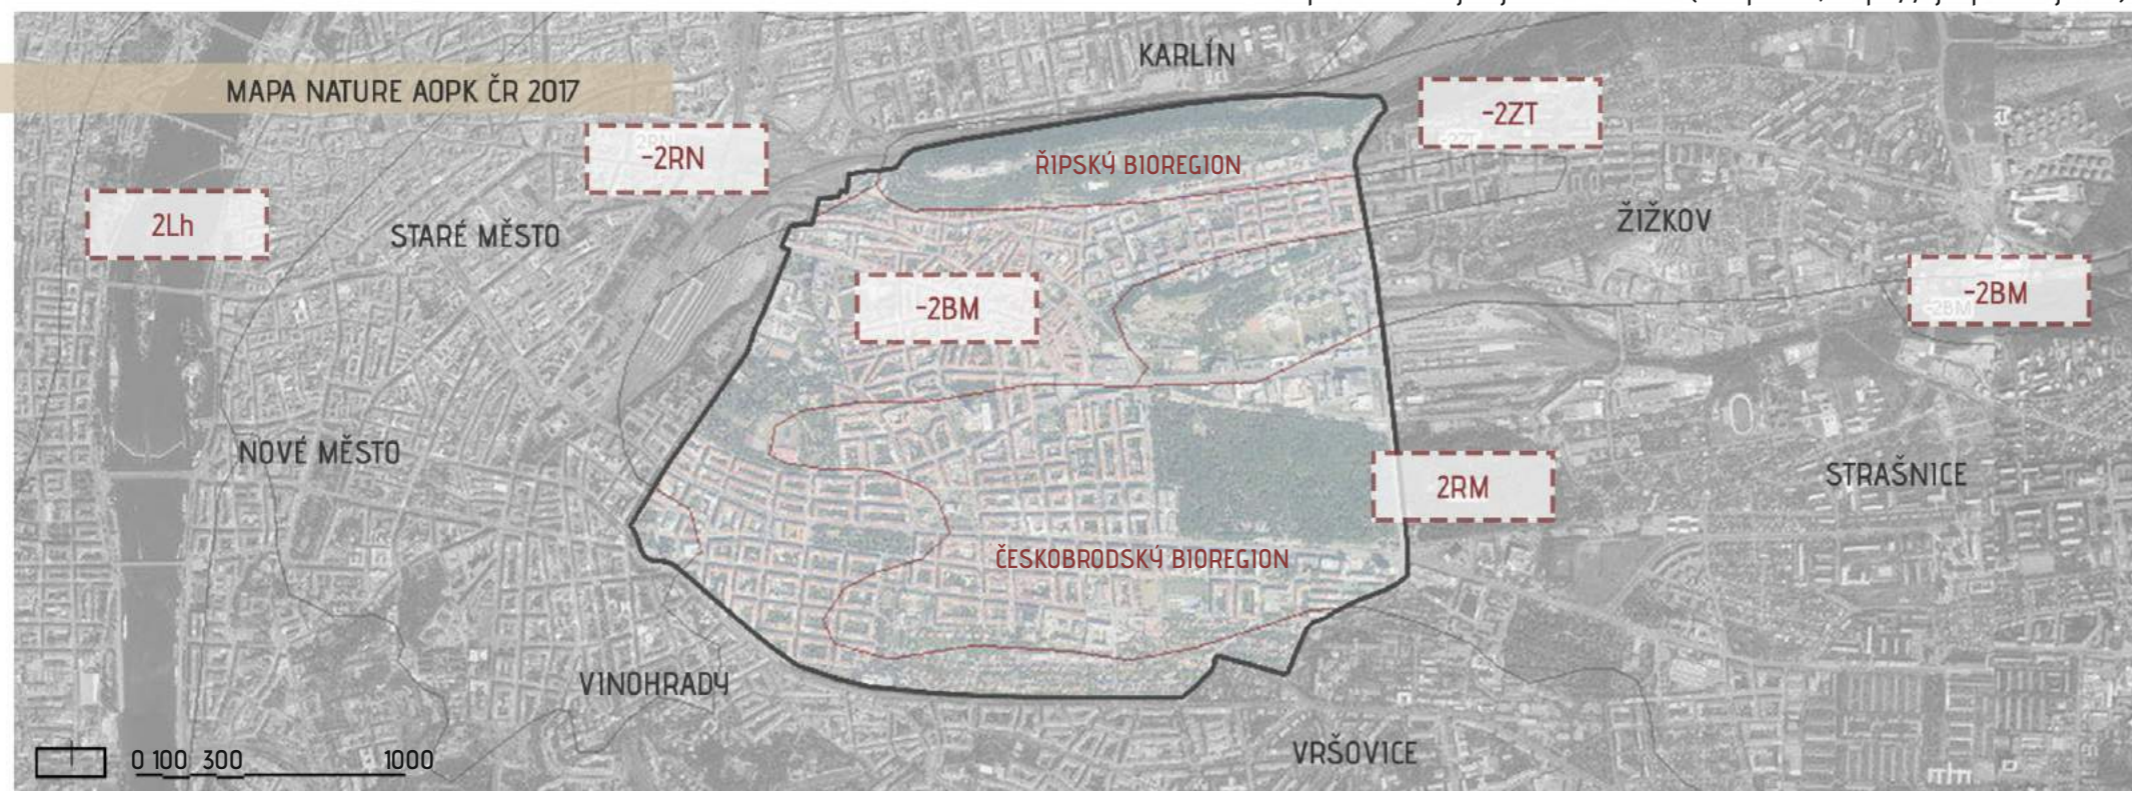 KARLÍN
MAPA NATURE AOPK ČR 2017
-2ZT
-2RN
ŘIPSKÝ BIOREGION
2Lh
STARÉ MĚSTO
ŽIŽKOV
-2BM
-2BM
-2BM
NOVÉ MĚSTO
2RM
STRAŠNICE
ČESKOBRODSKÝ BIOREGION
VINOHRADY
VRŠOVICE
0 100 300 1000